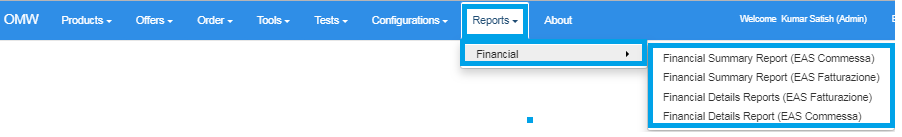 OMW Products Offers Order Tools Tests Configurations Reports About Welcome Kumar Satish (Admin)
Financial
Financial Summary Report (EAS Commessa)
Financial Summary Report (EAS Fatturazione)
Financial Details Reports (EAS Fatturazione)
Financial Details Report (EAS Commessa)